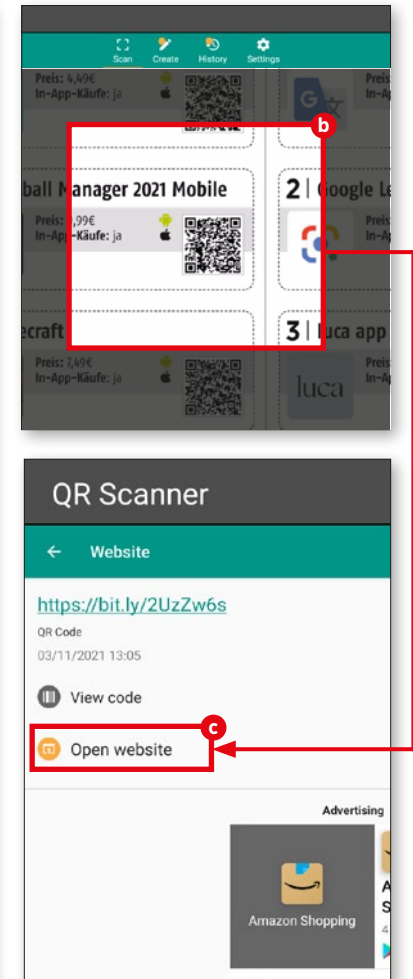 Scan Create History Settings
Preis: 4,49€
In-App-Käufe: ja
Preis
b
ball Manager 2021 Mobile
2 | Google Le
Preis: 9,99€
In-App-Käufe: ja
Preis
ecraft
3 | luca app
Preis: 7,49€
In-App-Käufe: ja
Preis
luca
QR Scanner
Website
https://bit.ly/2UzZw6s
QR Code
03/11/2021 13:05
View code
c
Open website
Advertising
Amazon Shopping